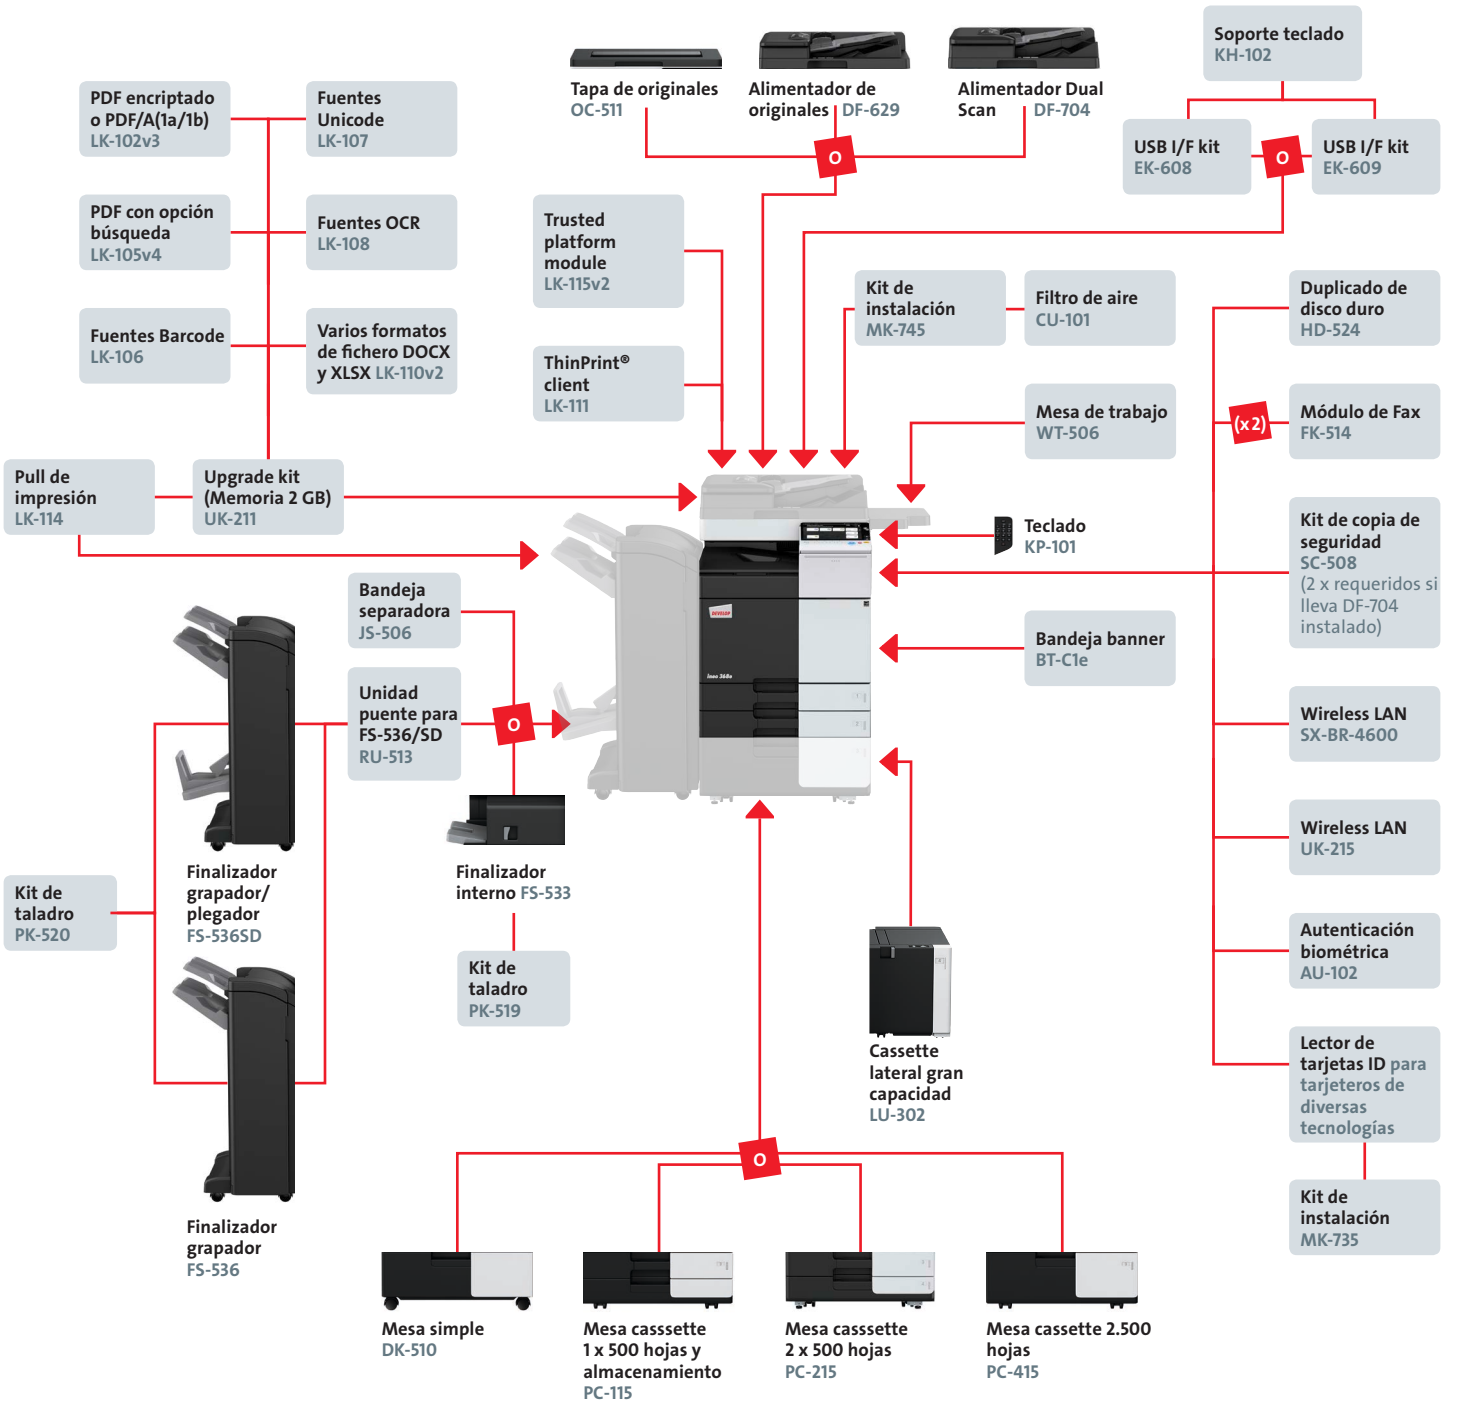 Soporte teclado
KH-102
Tapa de originales
OC-511
Alimentador de
originales DF-629
Alimentador Dual
Scan DF-704
O
USB I/F kit
EK-608
O
USB I/F kit
EK-609
PDF encriptado
o PDF/A(1a/1b)
LK-102v3
Fuentes
Unicode
LK-107
PDF con opción
búsqueda
LK-105v4
Fuentes OCR
LK-108
Fuentes Barcode
LK-106
Varios formatos
de fichero DOCX
y XLSX LK-110v2
Trusted
platform
module
LK-115v2
ThinPrint®
client
LK-111
Kit de
instalación
MK-745
Filtro de aire
CU-101
Mesa de trabajo
WT-506
Duplicado de
disco duro
HD-524
(x2)
Módulo de Fax
FK-514
Pull de
impresión
LK-114
Upgrade kit
(Memoria 2 GB)
UK-211
Teclado
KP-101
Kit de copia de
seguridad
SC-508
(2 x requeridos si
lleva DF-704
instalado)
Bandeja
separadora
JS-506
DEVELOP
ineo 368e
Bandeja banner
BT-C1e
Unidad
puente para
FS-536/SD
RU-513
O
Wireless LAN
SX-BR-4600
Wireless LAN
UK-215
Finalizador
grapador/
plegador
FS-536SD
Finalizador
interno FS-533
Kit de
taladro
PK-520
Kit de
taladro
PK-519
Autenticación
biométrica
AU-102
Cassette
lateral gran
capacidad
LU-302
Lector de
tarjetas ID para
tarjeteros de
diversas
tecnologías
O
Kit de
instalación
MK-735
Finalizador
grapador
FS-536
Mesa simple
DK-510
Mesa casssette
1 x 500 hojas y
almacenamiento
PC-115
Mesa casssette
2 x 500 hojas
PC-215
Mesa cassette 2.500
hojas
PC-415